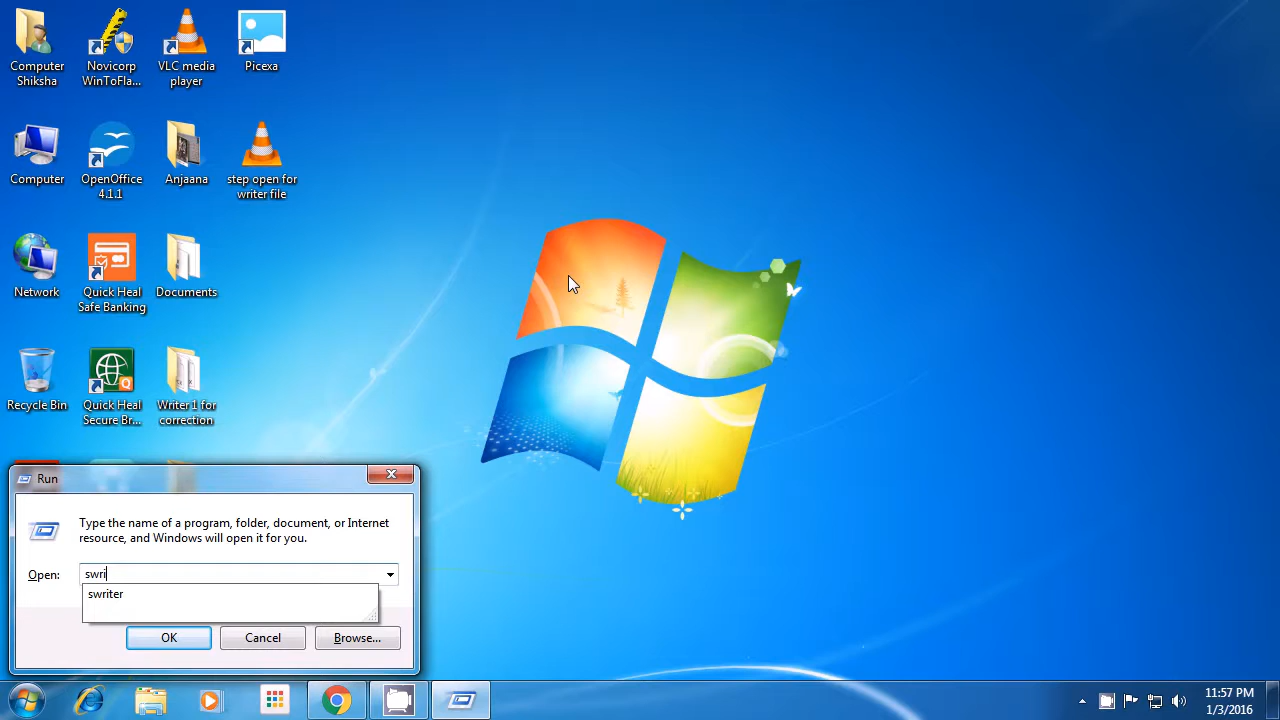 Computer
Shiksha
Novicorp
WinToFla...
VLC media
player
Picexa
Computer
OpenOffice
4.1.1
Anjaana
step open for
writer file
Network
Quick Heal
Safe Banking
Documents
Recycle Bin
Quick Heal
Secure Br...
Writer 1 for
correction
Run
Type the name of a program, folder, document, or Internet
resource, and Windows will open it for you.
Open:
swri
swriter
OK
Cancel
Browse...
11:57 PM
1/3/2016